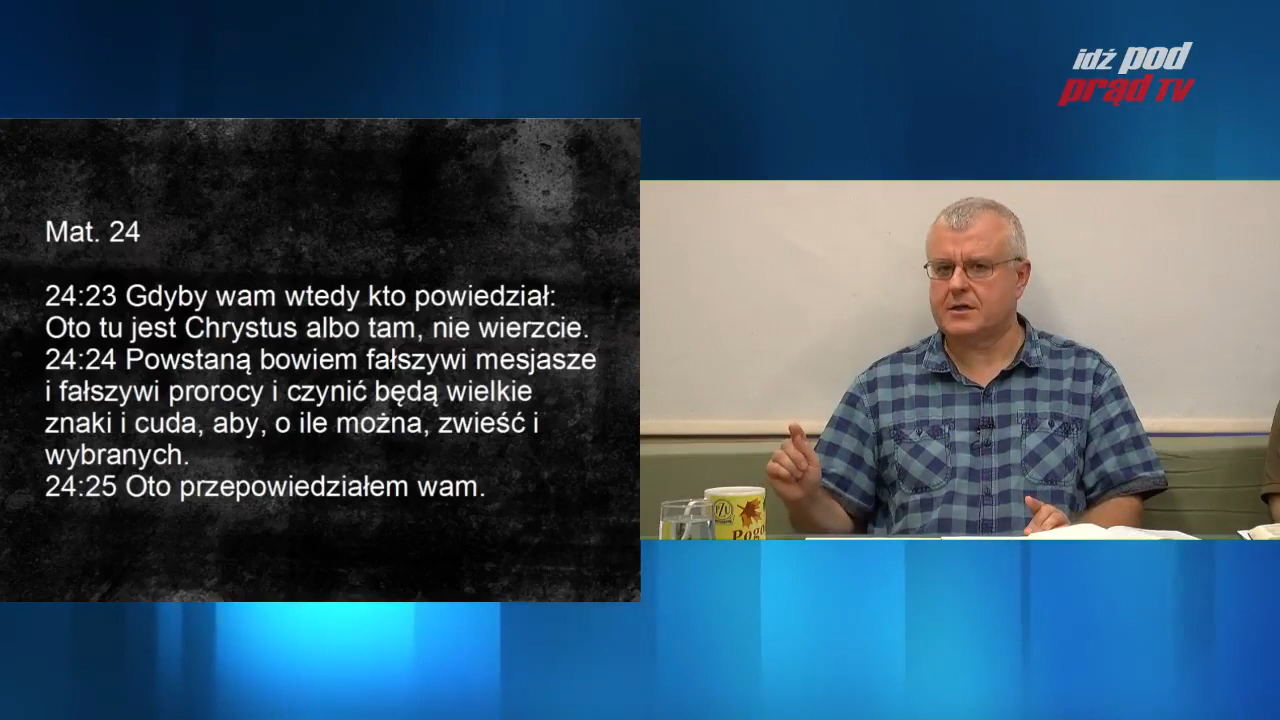 idź pod
prąd TV
Mat. 24
24:23 Gdyby wam wtedy kto powiedział:
Oto tu jest Chrystus albo tam, nie wierzcie.
24:24 Powstaną bowiem fałszywi mesjasze
i fałszywi prorocy i czynić będą wielkie
znaki i cuda, aby, o ile można, zwieść i
wybranych.
24:25 Oto przepowiedziałem wam.